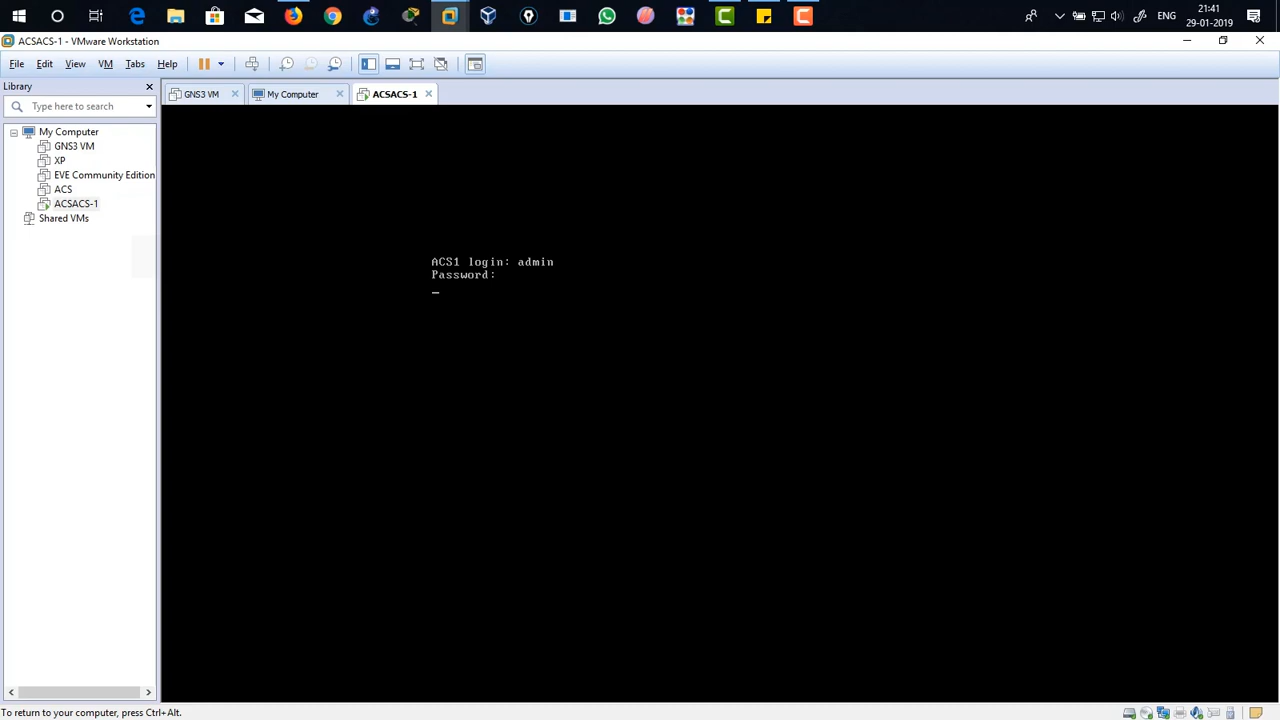 21:41
ENG
29-01-2019
ACSACS-1 - VMware Workstation
File Edit View VM Tabs Help
Library
Type here to search
My Computer
GNS3 VM
XP
EVE Community Edition
ACS
ACSACS-1
Shared VMs
GNS3 VM My Computer ACSACS-1
ACS1 login: admin
Password:
_
To return to your computer, press Ctrl+Alt.